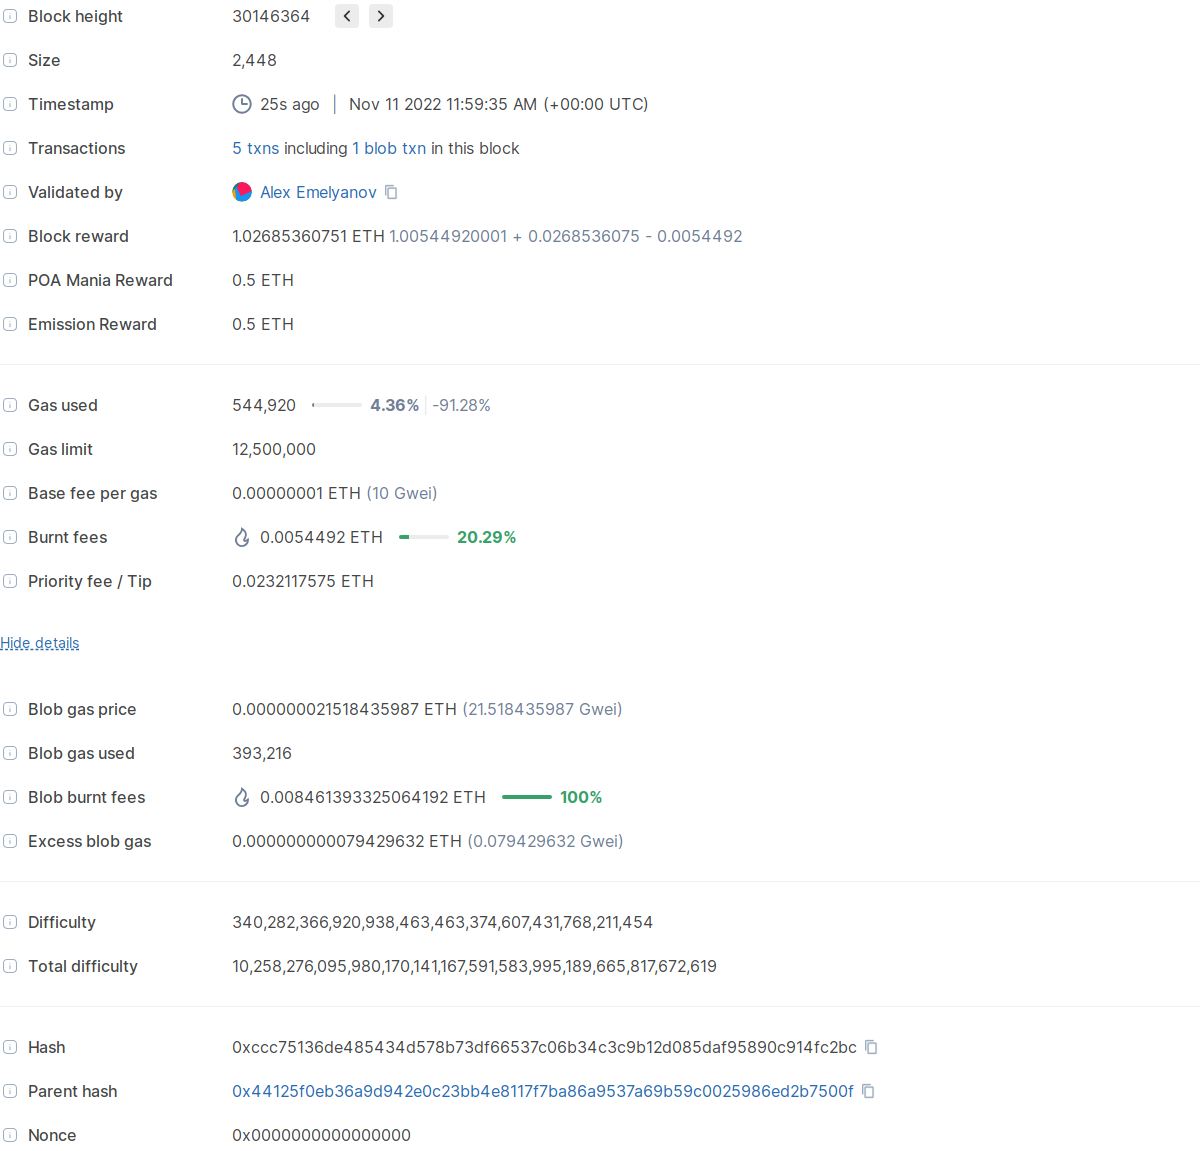 Block height 30146364
Size 2,448
Timestamp 25s ago | Nov 11 2022 11:59:35 AM (+00:00 UTC)
Transactions 5 txns including 1 blob txn in this block
Validated by Alex Emelyanov
Block reward 1.02685360751 ETH 1.00544920001 + 0.0268536075 - 0.0054492
POA Mania Reward 0.5 ETH
Emission Reward 0.5 ETH
Gas used 544,920 4.36% -91.28%
Gas limit 12,500,000
Base fee per gas 0.00000001 ETH (10 Gwei)
Burnt fees 0.0054492 ETH 20.29%
Priority fee / Tip 0.0232117575 ETH
Hide details
Blob gas price 0.000000021518435987 ETH (21.518435987 Gwei)
Blob gas used 393,216
Blob burnt fees 0.008461393325064192 ETH 100%
Excess blob gas 0.000000000079429632 ETH (0.079429632 Gwei)
Difficulty 340,282,366,920,938,463,463,374,607,431,768,211,454
Total difficulty 10,258,276,095,980,170,141,167,591,583,995,189,665,817,672,619
Hash 0xccc75136de485434d578b73df66537c06b34c3c9b12d085daf95890c914fc2bc
Parent hash 0x44125f0eb36a9d942e0c23bb4e8117f7ba86a9537a69b59c0025986ed2b7500f
Nonce 0x0000000000000000